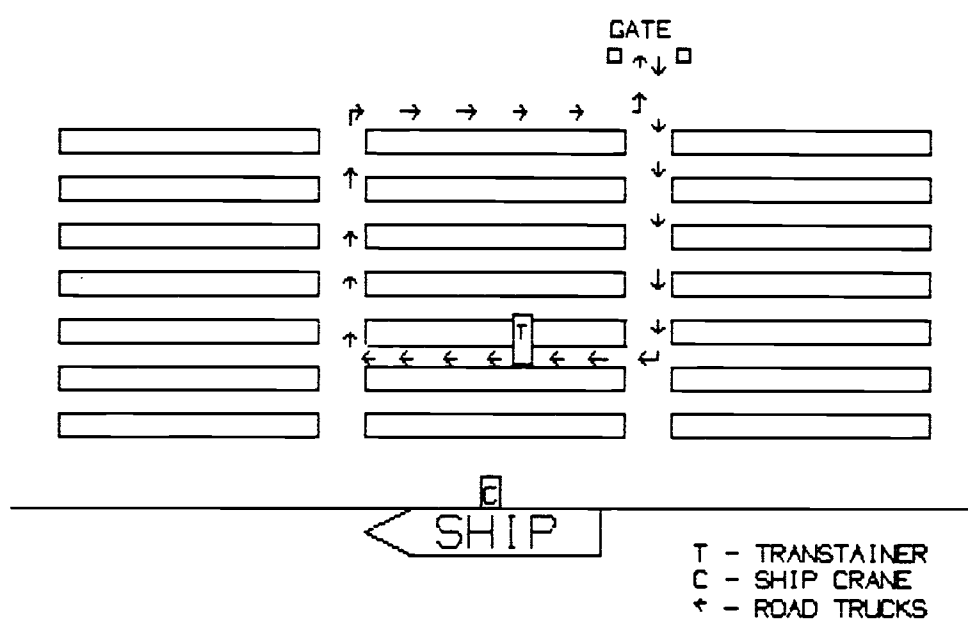 GATE
T
C
SHIP
T - TRANSTAINER
C - SHIP CRANE
↑ - ROAD TRUCKS